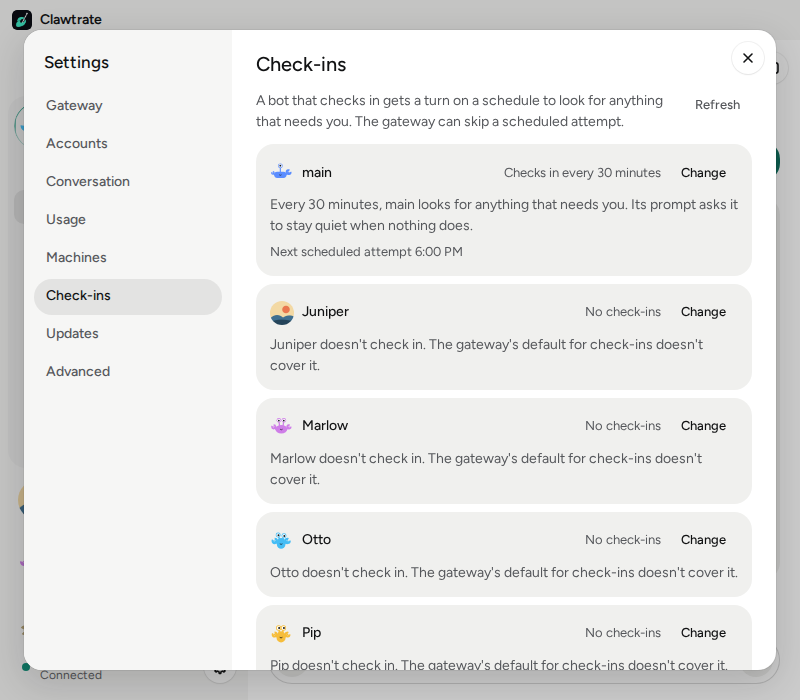 Clawtrate
Settings
Gateway
Accounts
Conversation
Usage
Machines
Check-ins
Updates
Advanced
Connected
Check-ins
A bot that checks in gets a turn on a schedule to look for anything
that needs you. The gateway can skip a scheduled attempt.
Refresh
main
Checks in every 30 minutes
Change
Every 30 minutes, main looks for anything that needs you. Its prompt asks it
to stay quiet when nothing does.
Next scheduled attempt 6:00 PM
Juniper
No check-ins
Change
Juniper doesn't check in. The gateway's default for check-ins doesn't
cover it.
Marlow
No check-ins
Change
Marlow doesn't check in. The gateway's default for check-ins doesn't
cover it.
Otto
No check-ins
Change
Otto doesn't check in. The gateway's default for check-ins doesn't cover it.
Pip
No check-ins
Change
Pip doesn't check in. The gateway's default for check-ins doesn't cover it.